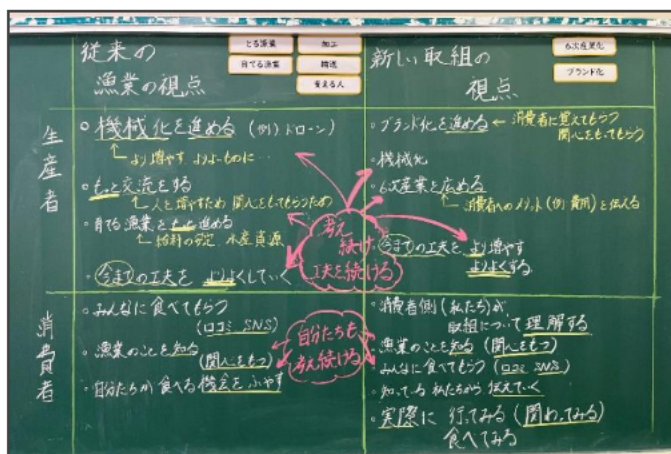 従来の
漁業の視点
とる漁業
加工
育てる漁業
輸送
支える人
新しい取組の
視点
6次産業化
ブランド化
生産者
。機械化を進める (例)ドローン
より増やす よりよいものに…
。もっと交流をする
人を増やすため 関心をもってもらうため
。育てる漁業をもっと進める
給料の安定 水産資源
。今までの工夫を よりよくしていく
。ブランド化を進める ← 消費者に覚えてもらう
関心をもってもらう
。機械化
。6次産業を広める
消費者へのメリット(例 費用)を伝える
。今までの工夫を より増やす
よりよくする
考え
続け
工夫を続ける
消費者
。みんなに食べてもらう
(口コミ SNS)
。漁業のことを知る
(関心をもつ)
。自分たちが食べる機会をふやす
自分たちも
考え続ける
。消費者側(私たち)が
取組について理解する
。漁業のことを知る (関心をもつ)
。みんなに食べてもらう (口コミ SNS)
。知っている私たちから伝えていく
。実際に行ってみる (関わってみる)
食べてみる